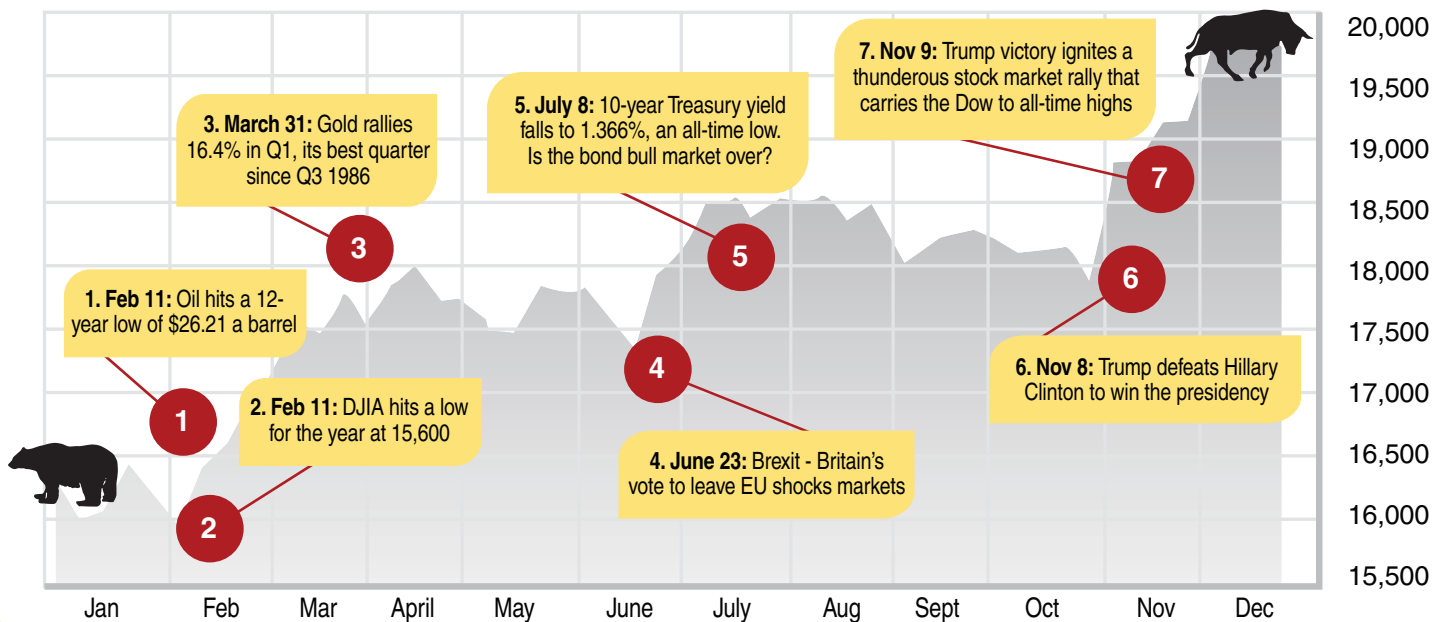 7. Nov 9: Trump victory ignites a
thunderous stock market rally that
carries the Dow to all-time highs
5. July 8: 10-year Treasury yield
falls to 1.366%, an all-time low.
Is the bond bull market over?
3. March 31: Gold rallies
16.4% in Q1, its best quarter
since Q3 1986
1. Feb 11: Oil hits a 12-
year low of $26.21 a barrel
2. Feb 11: DJIA hits a low
for the year at 15,600
4. June 23: Brexit - Britain's
vote to leave EU shocks markets
6. Nov 8: Trump defeats Hillary
Clinton to win the presidency
1
2
3
4
5
6
7
20,000
19,500
19,000
18,500
18,000
17,500
17,000
16,500
16,000
15,500
Jan Feb Mar April May June July Aug Sept Oct Nov Dec